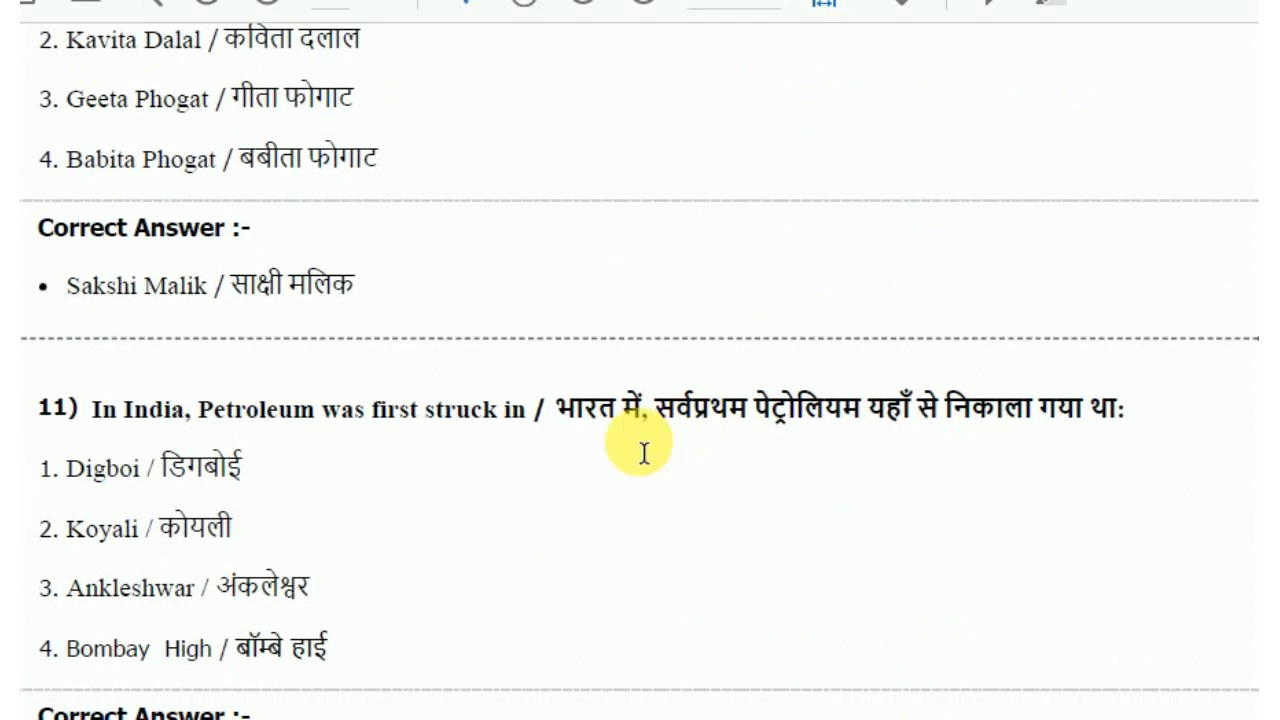 2. Kavita Dalal / कविता दलाल
3. Geeta Phogat / गीता फोगाट
4. Babita Phogat / बबीता फोगाट
Correct Answer :-
• Sakshi Malik / साक्षी मलिक
11) In India, Petroleum was first struck in / भारत में, सर्वप्रथम पेट्रोलियम यहाँ से निकाला गया था:
1. Digboi / डिगबोई
2. Koyali / कोयली
3. Ankleshwar / अंकलेश्वर
4. Bombay High / बॉम्बे हाई
Correct Answer :-